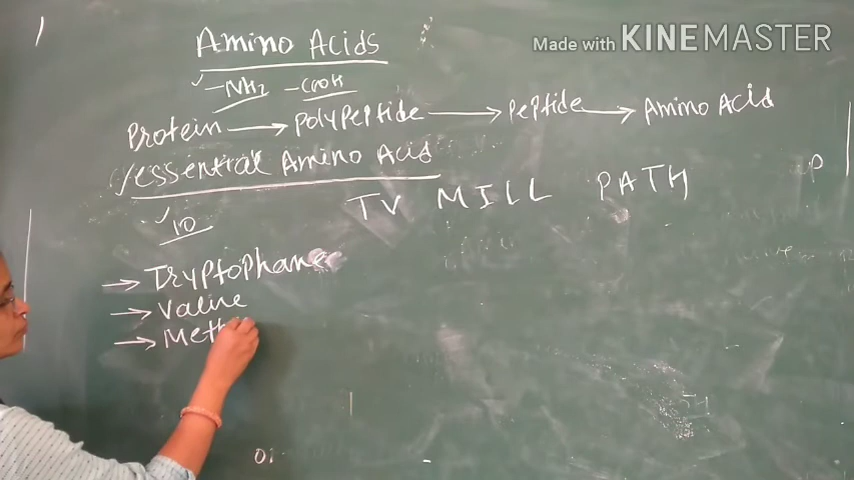 Made with KINEMASTER
Amino Acids
-NH2 -COOH
Protein → Polypeptide → Peptide → Amino Acid
essential Amino Acid
TV MILL PATH
10
P
→ Tryptophan
→ Valine
→ Meth